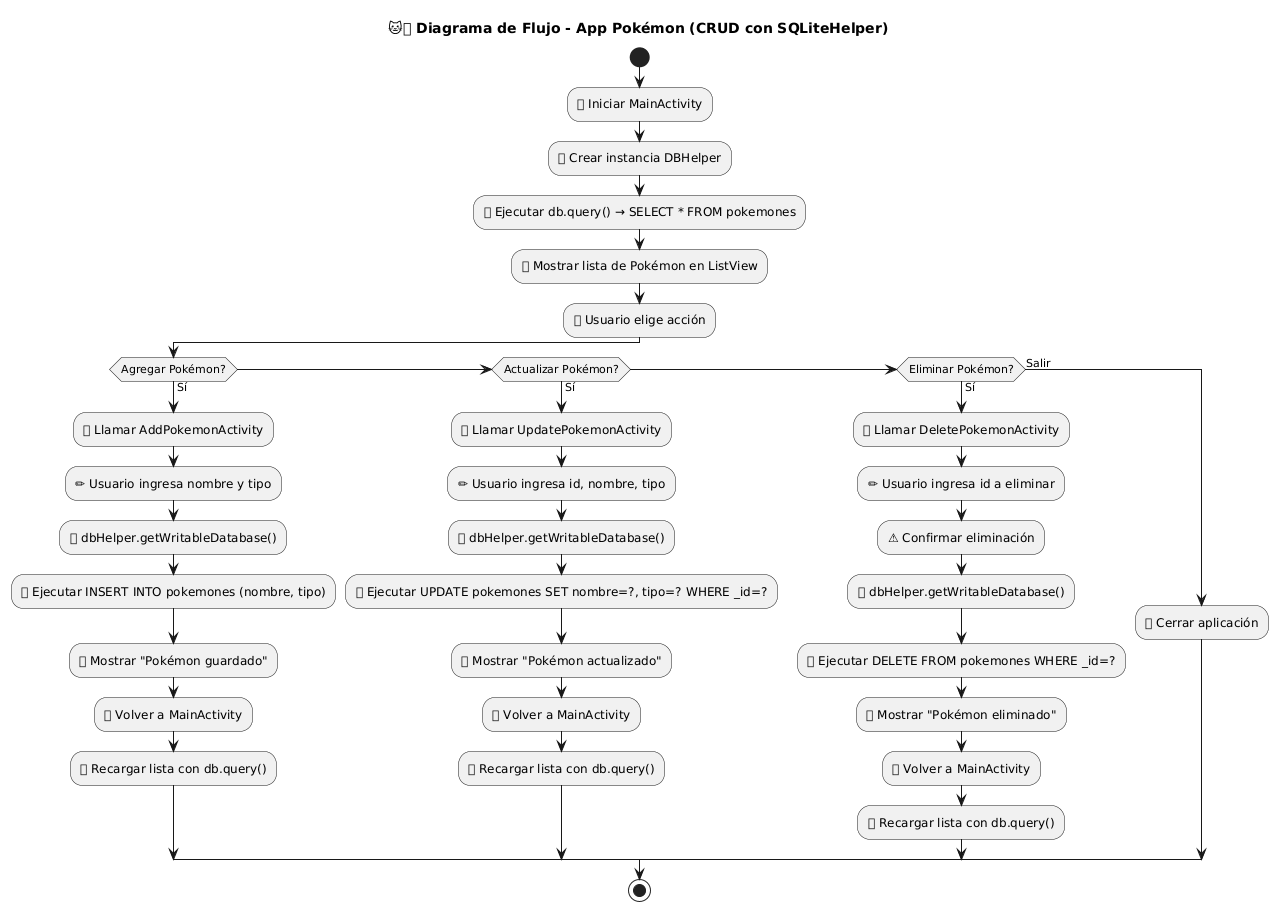 🐱 Diagrama de Flujo - App Pokémon (CRUD con SQLiteHelper)
Iniciar MainActivity
Crear instancia DBHelper
Ejecutar db.query() → SELECT * FROM pokemones
Mostrar lista de Pokémon en ListView
Usuario elige acción
Agregar Pokémon?
Sí
Llamar AddPokemonActivity
✏ Usuario ingresa nombre y tipo
dbHelper.getWritableDatabase()
Ejecutar INSERT INTO pokemones (nombre, tipo)
Mostrar "Pokémon guardado"
Volver a MainActivity
Recargar lista con db.query()
Actualizar Pokémon?
Sí
Llamar UpdatePokemonActivity
✏ Usuario ingresa id, nombre, tipo
dbHelper.getWritableDatabase()
Ejecutar UPDATE pokemones SET nombre=?, tipo=? WHERE _id=?
Mostrar "Pokémon actualizado"
Volver a MainActivity
Recargar lista con db.query()
Eliminar Pokémon?
Sí
Llamar DeletePokemonActivity
✏ Usuario ingresa id a eliminar
⚠ Confirmar eliminación
dbHelper.getWritableDatabase()
Ejecutar DELETE FROM pokemones WHERE _id=?
Mostrar "Pokémon eliminado"
Volver a MainActivity
Recargar lista con db.query()
Salir
Cerrar aplicación